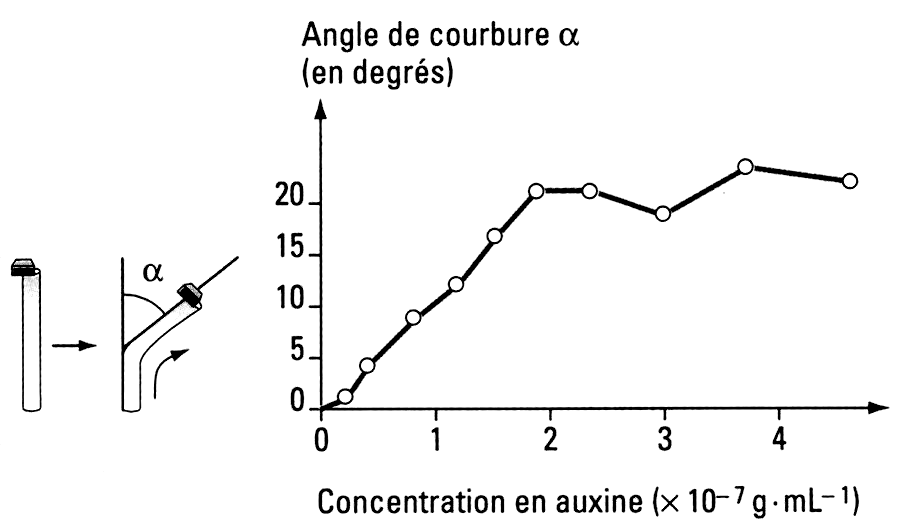 Angle de courbure α
(en degrés)
20
15
10
5
0
0 1 2 3 4
Concentration en auxine (× 10⁻⁷ g · mL⁻¹)
α